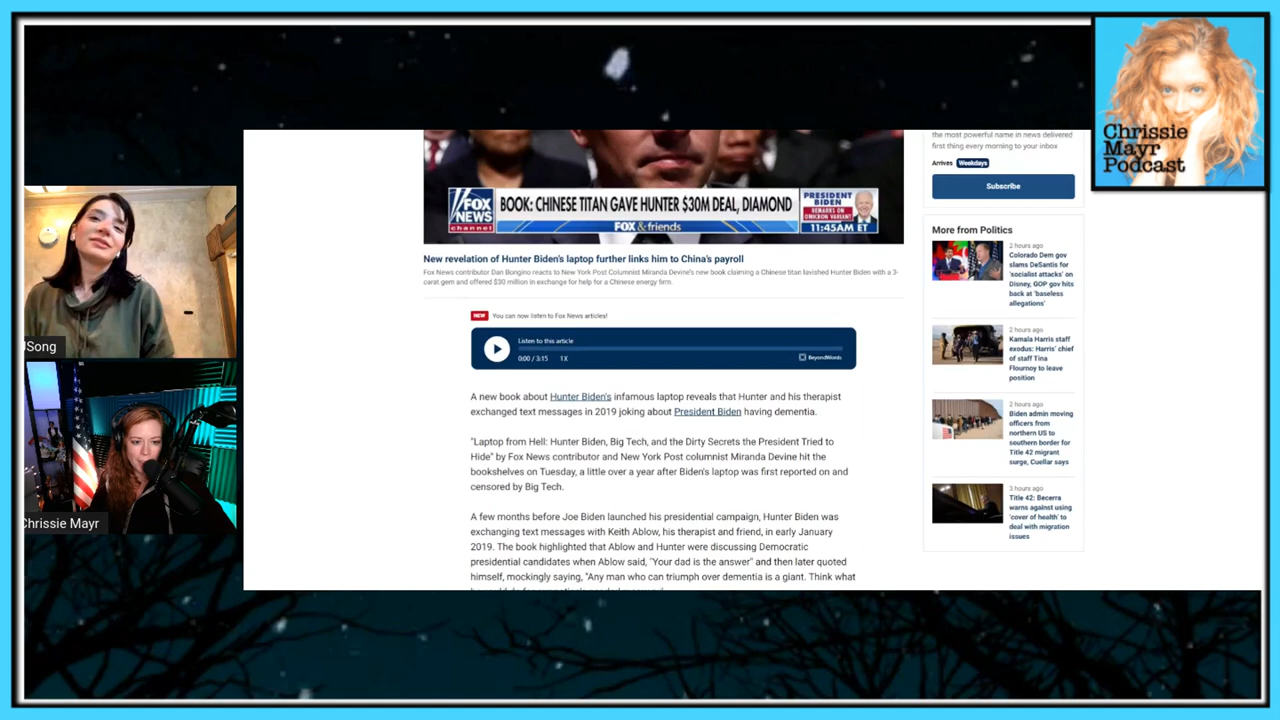 Chrissie
Mayr
Podcast
JSong
Chrissie Mayr
FOX
NEWS
channel
BOOK: CHINESE TITAN GAVE HUNTER $30M DEAL, DIAMOND
FOX & friends
PRESIDENT
BIDEN
REMARKS ON
OMICRON VARIANT
11:45AM ET
New revelation of Hunter Biden's laptop further links him to China's payroll
Fox News contributor Dan Bongino reacts to New York Post Columnist Miranda Devine's new book claiming a Chinese titan lavished Hunter Biden with a 3-
carat gem and offered $30 million in exchange for help for a Chinese energy firm.
NEW You can now listen to Fox News articles!
Listen to this article
0:00 / 3:15 1X
BeyondWords
A new book about Hunter Biden's infamous laptop reveals that Hunter and his therapist
exchanged text messages in 2019 joking about President Biden having dementia.
"Laptop from Hell: Hunter Biden, Big Tech, and the Dirty Secrets the President Tried to
Hide" by Fox News contributor and New York Post columnist Miranda Devine hit the
bookshelves on Tuesday, a little over a year after Biden's laptop was first reported on and
censored by Big Tech.
A few months before Joe Biden launched his presidential campaign, Hunter Biden was
exchanging text messages with Keith Ablow, his therapist and friend, in early January
2019. The book highlighted that Ablow and Hunter were discussing Democratic
presidential candidates when Ablow said, "Your dad is the answer" and then later quoted
himself, mockingly saying, "Any man who can triumph over dementia is a giant. Think what
the most powerful name in news delivered
first thing every morning to your inbox
Arrives Weekdays
Subscribe
More from Politics
2 hours ago
Colorado Dem gov
slams DeSantis for
'socialist attacks' on
Disney, GOP gov hits
back at 'baseless
allegations'
2 hours ago
Kamala Harris staff
exodus: Harris' chief
of staff Tina
Flournoy to leave
position
2 hours ago
Biden admin moving
officers from
northern US to
southern border for
Title 42 migrant
surge, Cuellar says
3 hours ago
Title 42: Becerra
warns against using
'cover of health' to
deal with migration
issues